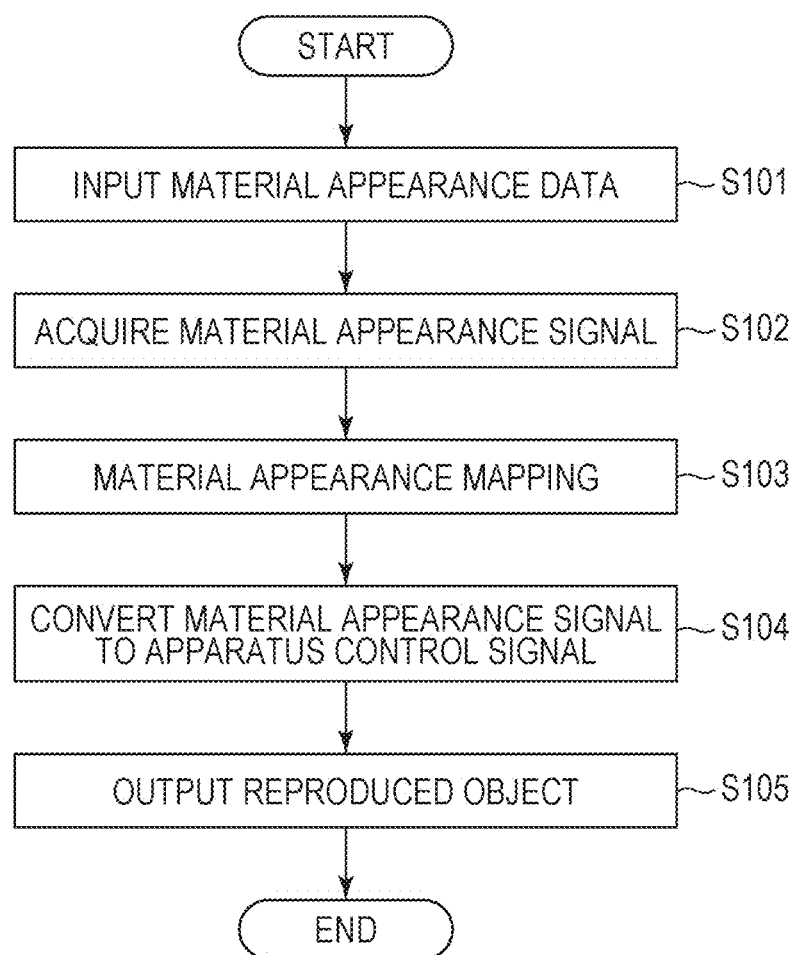 START
INPUT MATERIAL APPEARANCE DATA
S101
ACQUIRE MATERIAL APPEARANCE SIGNAL
S102
MATERIAL APPEARANCE MAPPING
S103
CONVERT MATERIAL APPEARANCE SIGNAL
TO APPARATUS CONTROL SIGNAL
S104
OUTPUT REPRODUCED OBJECT
S105
END